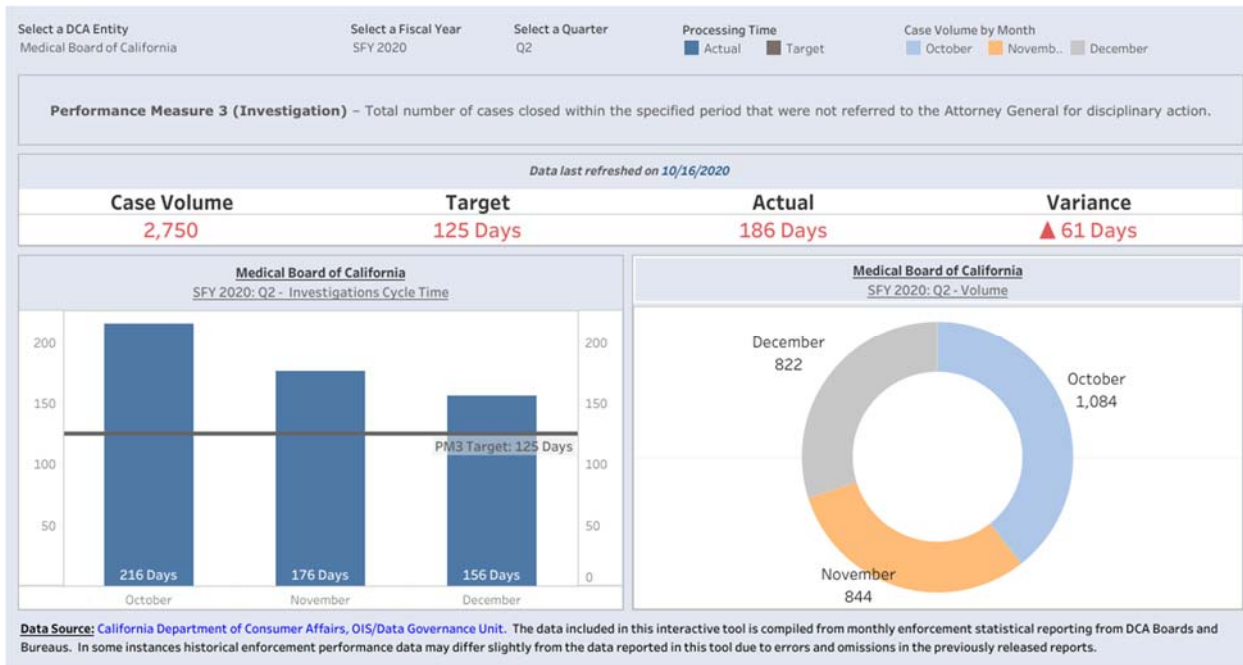 Select a DCA Entity
Medical Board of California
Select a Fiscal Year
SFY 2020
Select a Quarter
Q2
Processing Time
Actual Target
Case Volume by Month
October Novemb.. December
Performance Measure 3 (Investigation) – Total number of cases closed within the specified period that were not referred to the Attorney General for disciplinary action.
Data last refreshed on 10/16/2020
Case Volume Target Actual Variance
2,750 125 Days 186 Days ▲ 61 Days
Medical Board of California
SFY 2020: Q2 - Investigations Cycle Time
200 200
150 150
PM3 Target: 125 Days
100 100
50 50
216 Days 176 Days 156 Days 0
October November December
Medical Board of California
SFY 2020: Q2 - Volume
December
822
October
1,084
November
844
Data Source: California Department of Consumer Affairs, OIS/Data Governance Unit. The data included in this interactive tool is compiled from monthly enforcement statistical reporting from DCA Boards and
Bureaus. In some instances historical enforcement performance data may differ slightly from the data reported in this tool due to errors and omissions in the previously released reports.